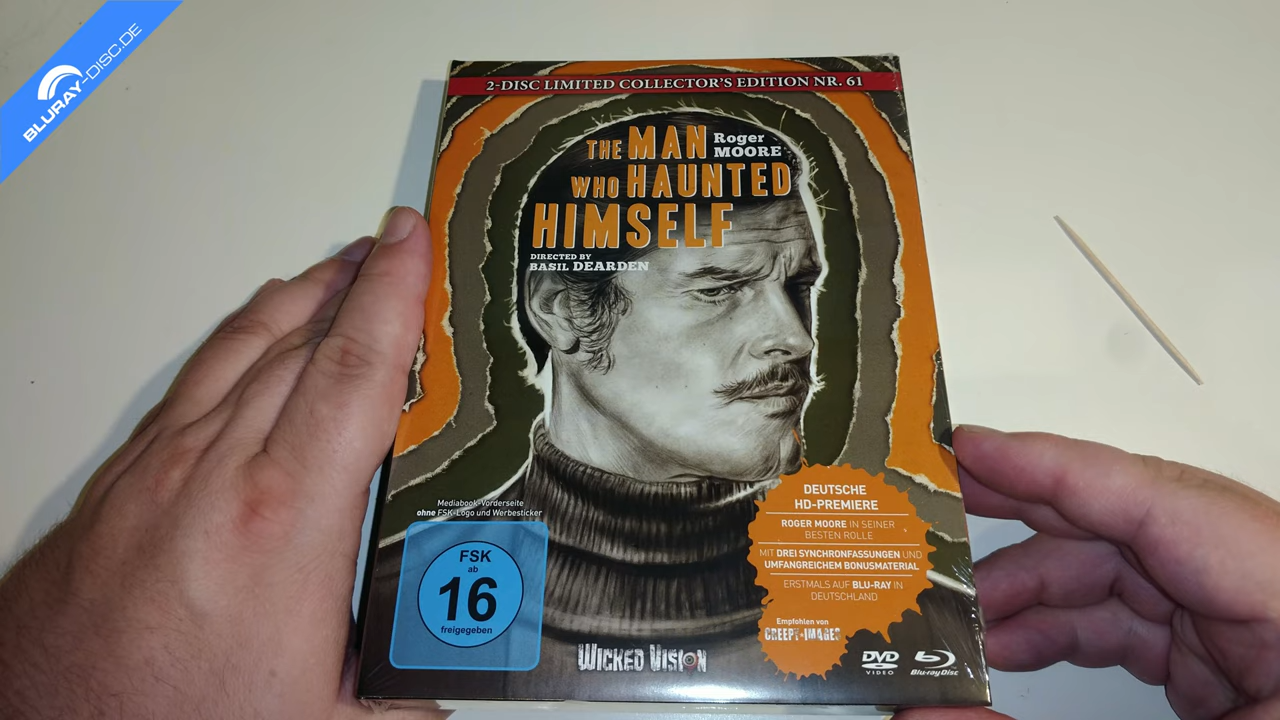 BLURAY-DISC.DE
2-DISC LIMITED COLLECTOR'S EDITION NR. 61
THE MAN
Roger
MOORE
WHO HAUNTED
HIMSELF
DIRECTED BY
BASIL DEARDEN
Mediabook-Vorderseite
ohne FSK-Logo und Werbesticker
FSK
ab
16
freigegeben
DEUTSCHE
HD-PREMIERE
ROGER MOORE IN SEINER
BESTEN ROLLE
MIT DREI SYNCHRONFASSUNGEN UND
UMFANGREICHEM BONUSMATERIAL
ERSTMALS AUF BLU-RAY IN
DEUTSCHLAND
Empfohlen von
CREEPY-IMAGES
WICKED VISION
DVD
VIDEO
Blu-ray Disc